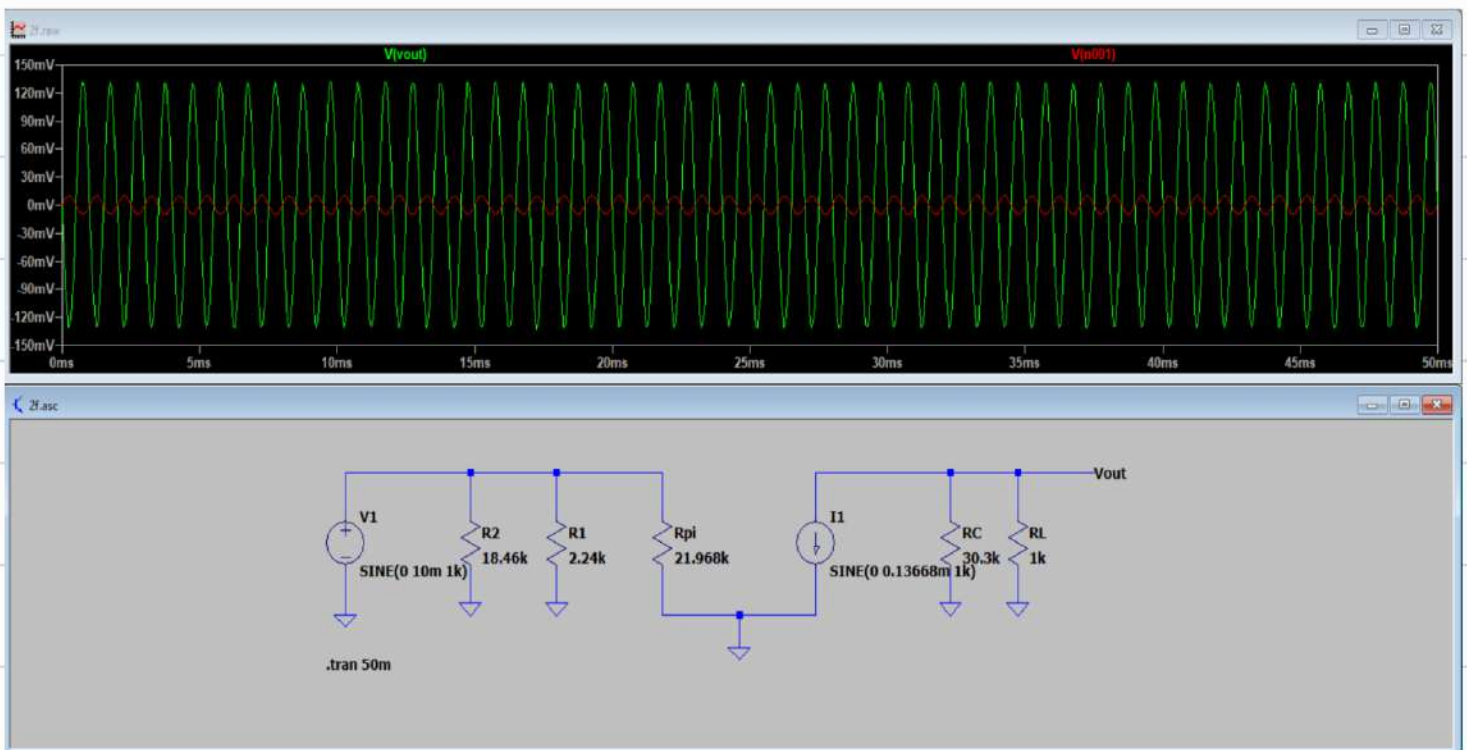 2f.raw
V(vout) V(n001)
150mV
120mV
90mV
60mV
30mV
0mV
-30mV
-60mV
-90mV
-120mV
-150mV
0ms 5ms 10ms 15ms 20ms 25ms 30ms 35ms 40ms 45ms 50ms
2f.asc
Vout
V1 I1
R2 R1 Rpi RC RL
18.46k 2.24k 21.968k 30.3k 1k
SINE(0 10m 1k) SINE(0 0.13668m 1k)
.tran 50m